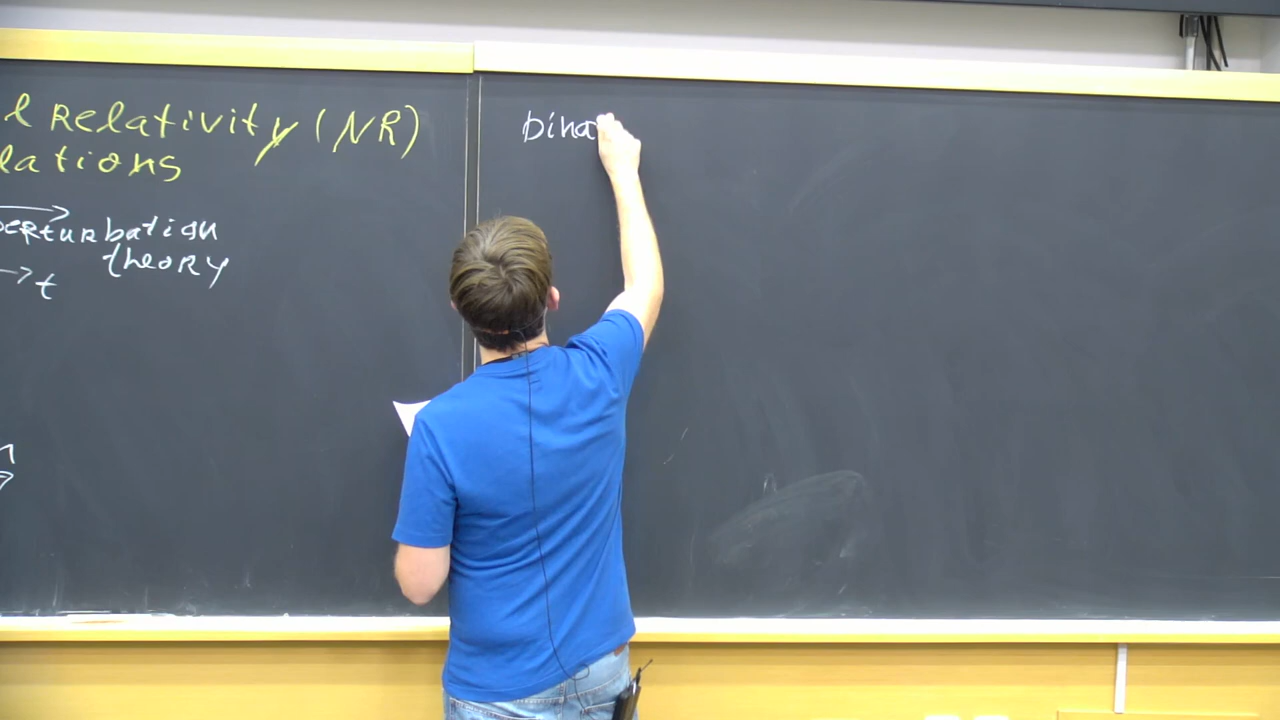 l Relativity (NR)
lations
perturbation
theory
t
bina